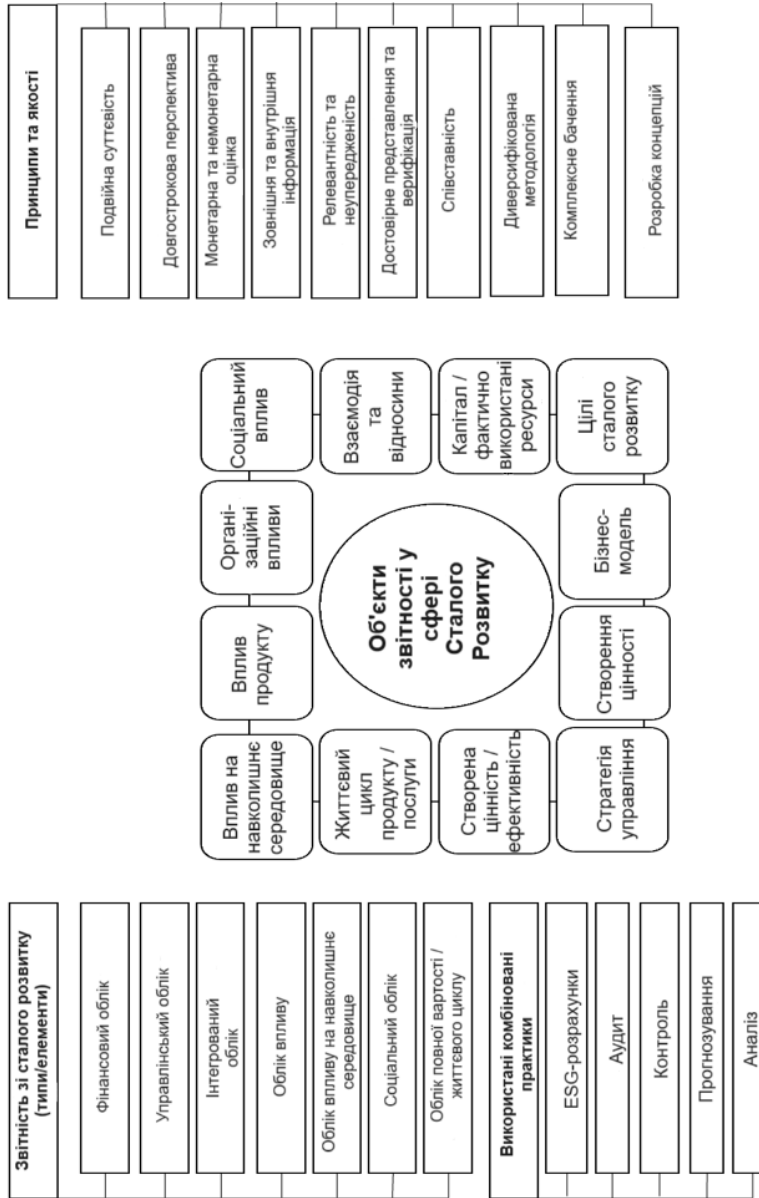 Звітність зі сталого розвитку
(типи/елементи)
Фінансовий облік
Управлінський облік
Інтегрований
облік
Облік впливу
Облік впливу на навколишнє
середовище
Соціальний облік
Облік повної вартості /
життєвого циклу
Використані комбіновані
практики
ESG-розрахунки
Аудит
Контроль
Прогнозування
Аналіз
Вплив на
навколишнє
середовище
Вплив
продукту
Органі-
заційні
впливи
Соціальний
вплив
Життєвий
цикл
продукту /
послуги
Об'єкти
звітності у
сфері
Сталого
Розвитку
Взаємодія
та
відносини
Створена
цінність /
ефективність
Капітал /
фактично
використані
ресурси
Стратегія
управління
Створення
цінності
Бізнес-
модель
Цілі
сталого
розвитку
Принципи та якості
Подвійна суттєвість
Довгострокова перспектива
Монетарна та немонетарна
оцінка
Зовнішня та внутрішня
інформація
Релевантність та
неупередженість
Достовірне представлення та
верифікація
Співставність
Диверсифікована
методологія
Комплексне бачення
Розробка концепцій